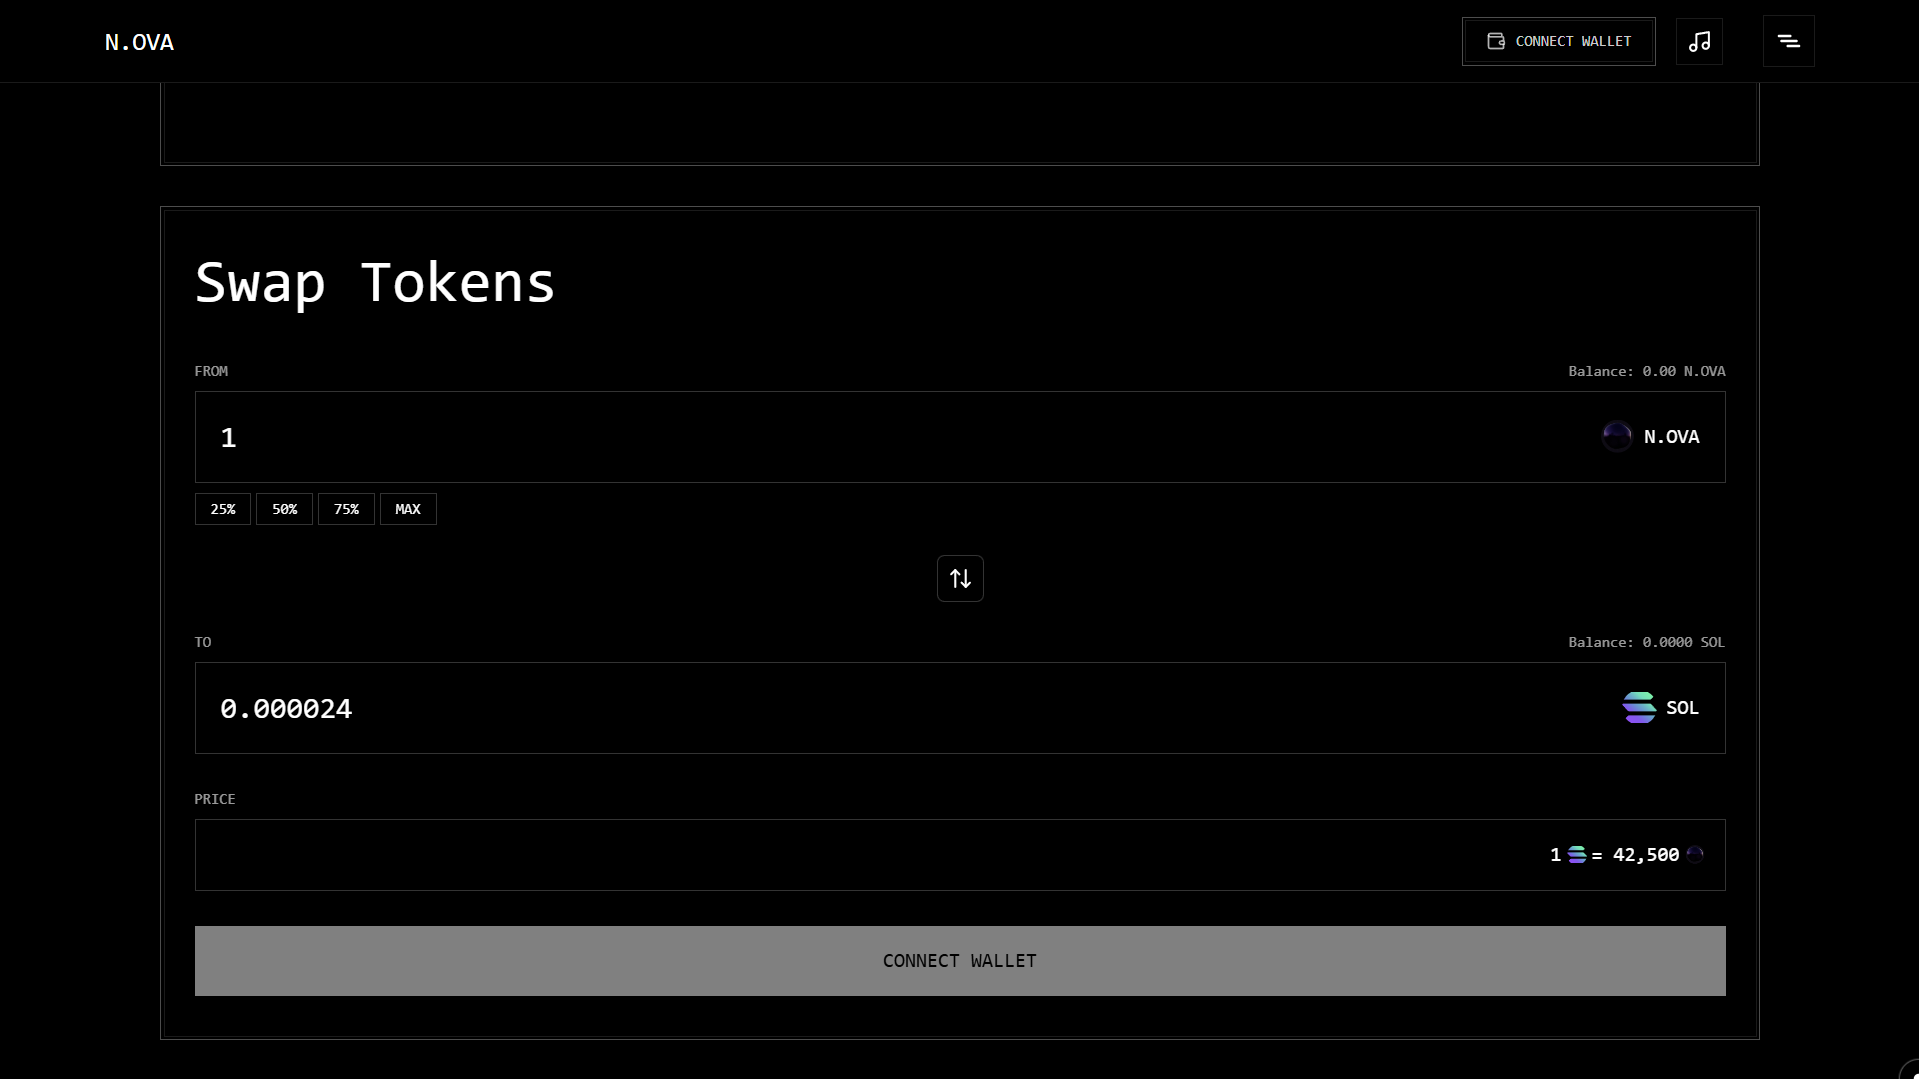 N.OVA
CONNECT WALLET
Swap Tokens
FROM
Balance: 0.00 N.OVA
1
N.OVA
25%
50%
75%
MAX
TO
Balance: 0.0000 SOL
0.000024
SOL
PRICE
1 = 42,500
CONNECT WALLET